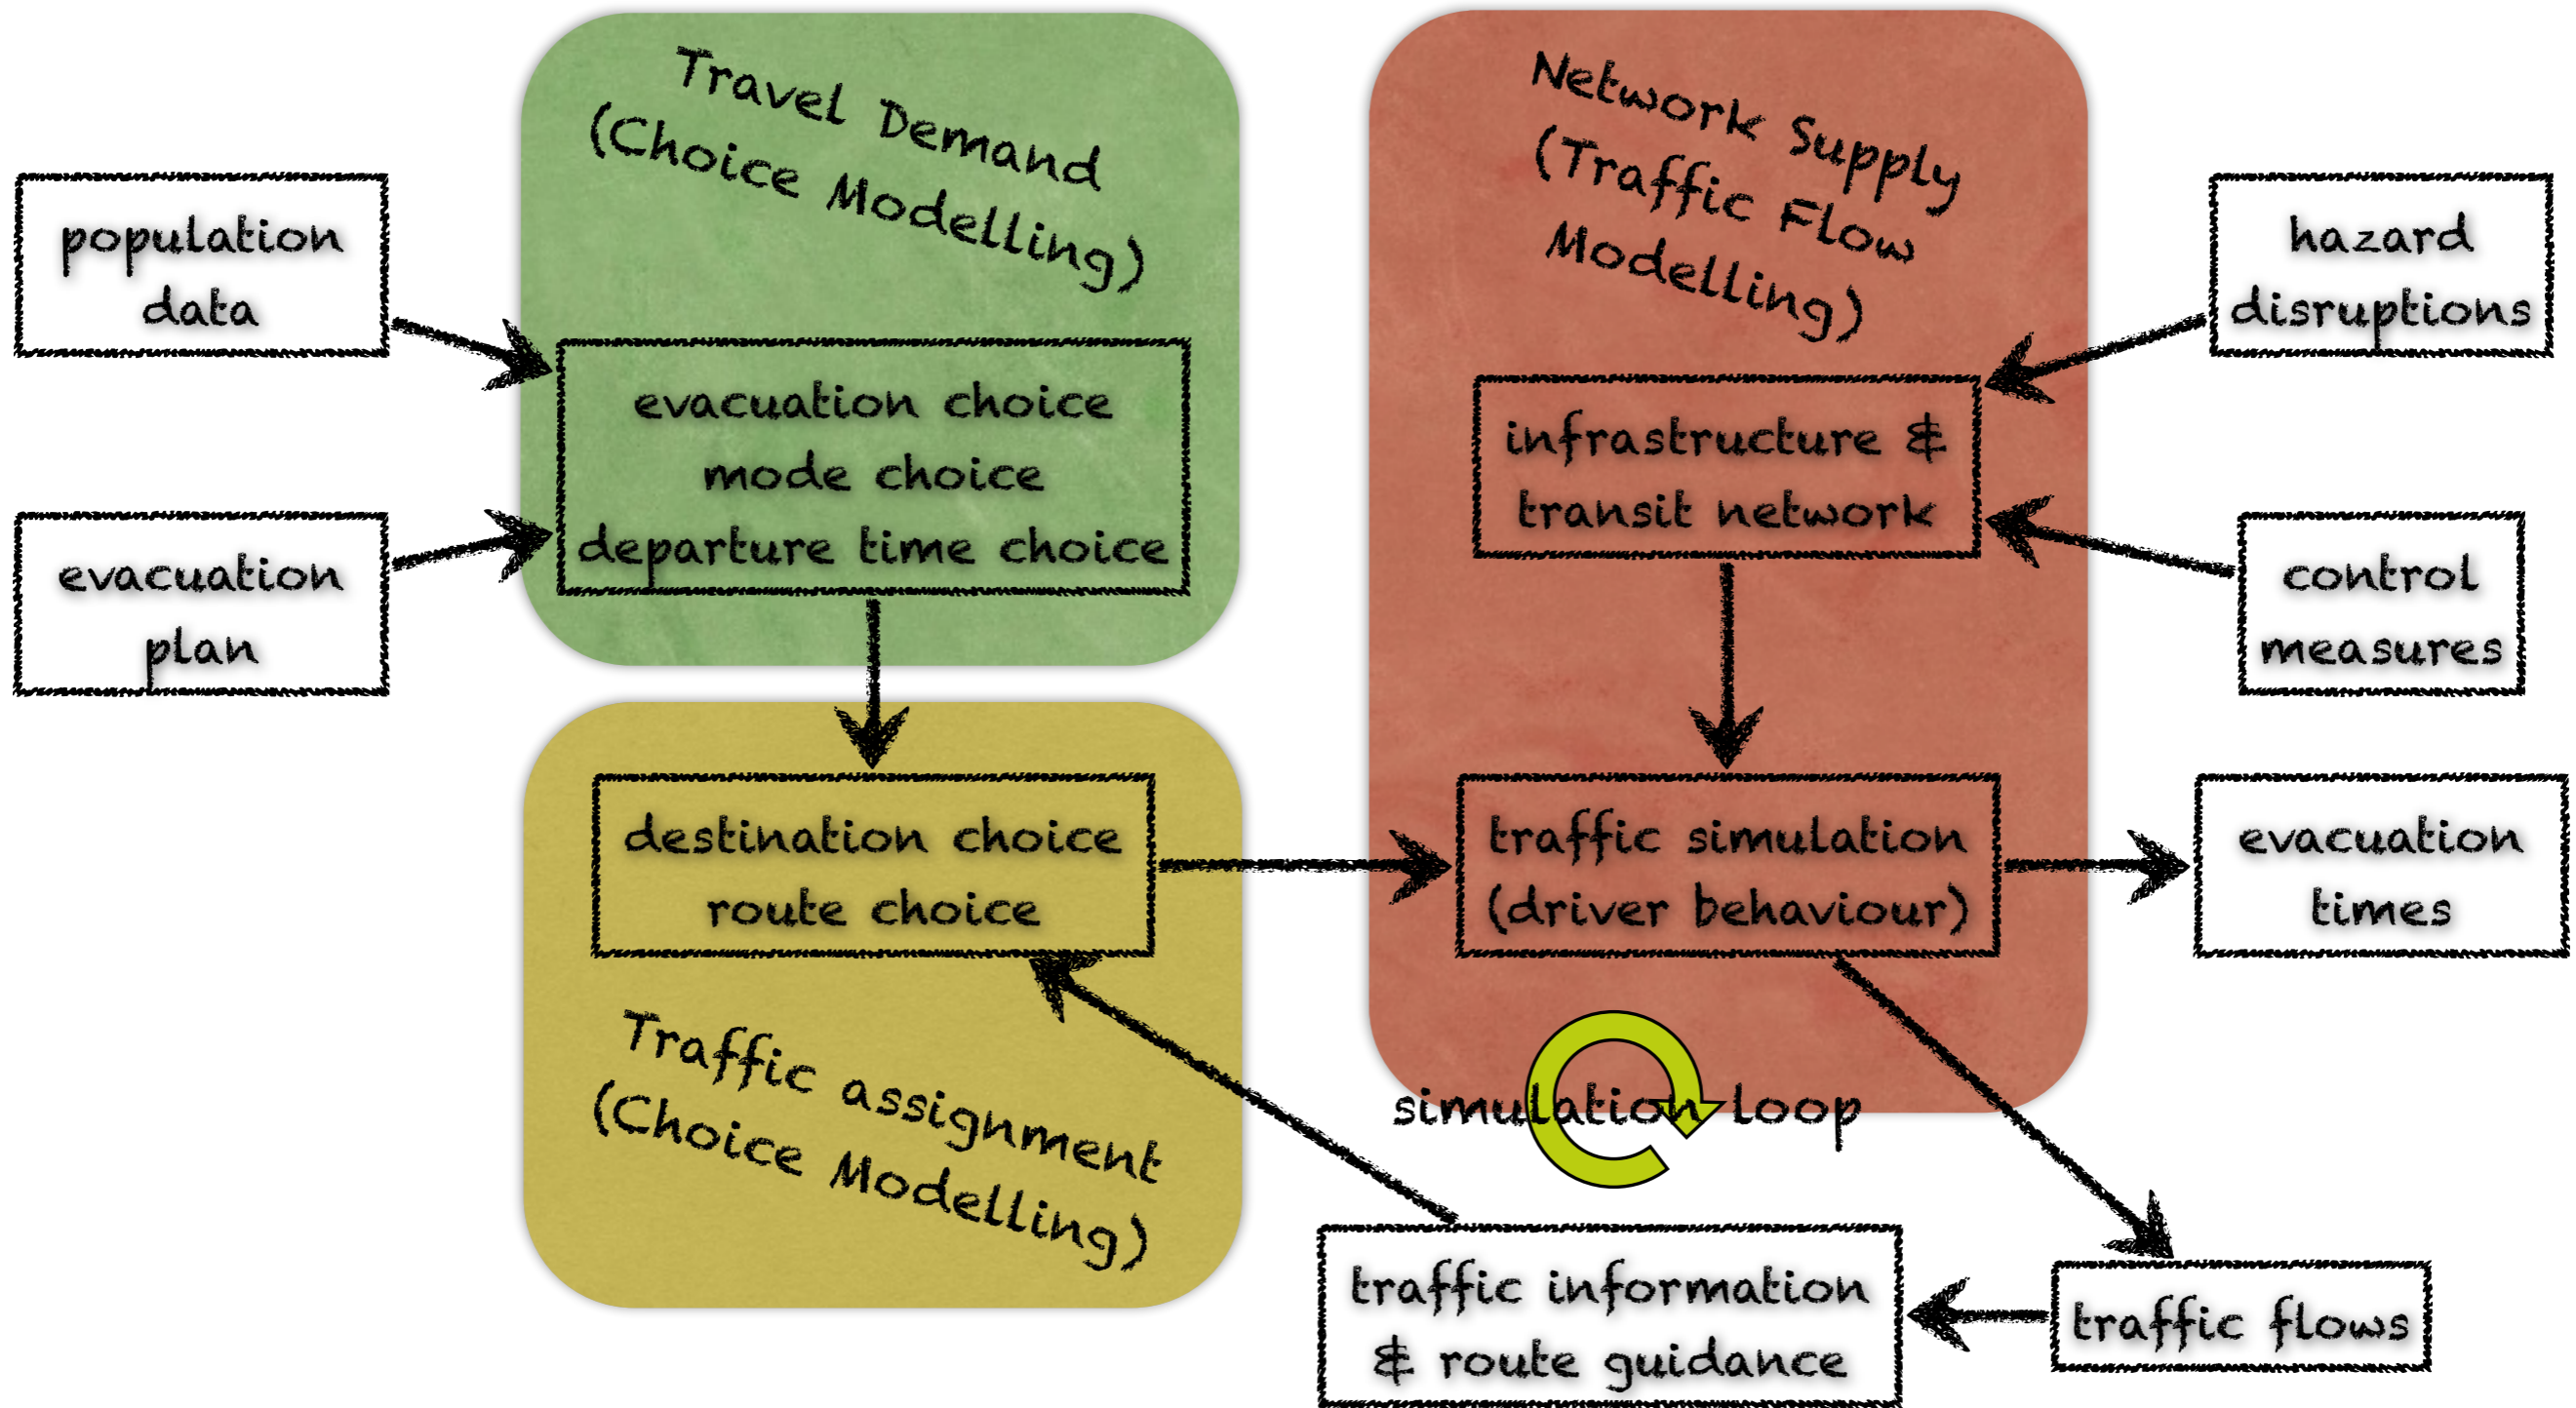 Travel Demand
(Choice Modelling)
Network Supply
(Traffic Flow
Modelling)
population
data
evacuation
plan
evacuation choice
mode choice
departure time choice
infrastructure &
transit network
hazard
disruptions
control
measures
destination choice
route choice
traffic simulation
(driver behaviour)
evacuation
times
Traffic assignment
(Choice Modelling)
simulation loop
traffic information
& route guidance
traffic flows